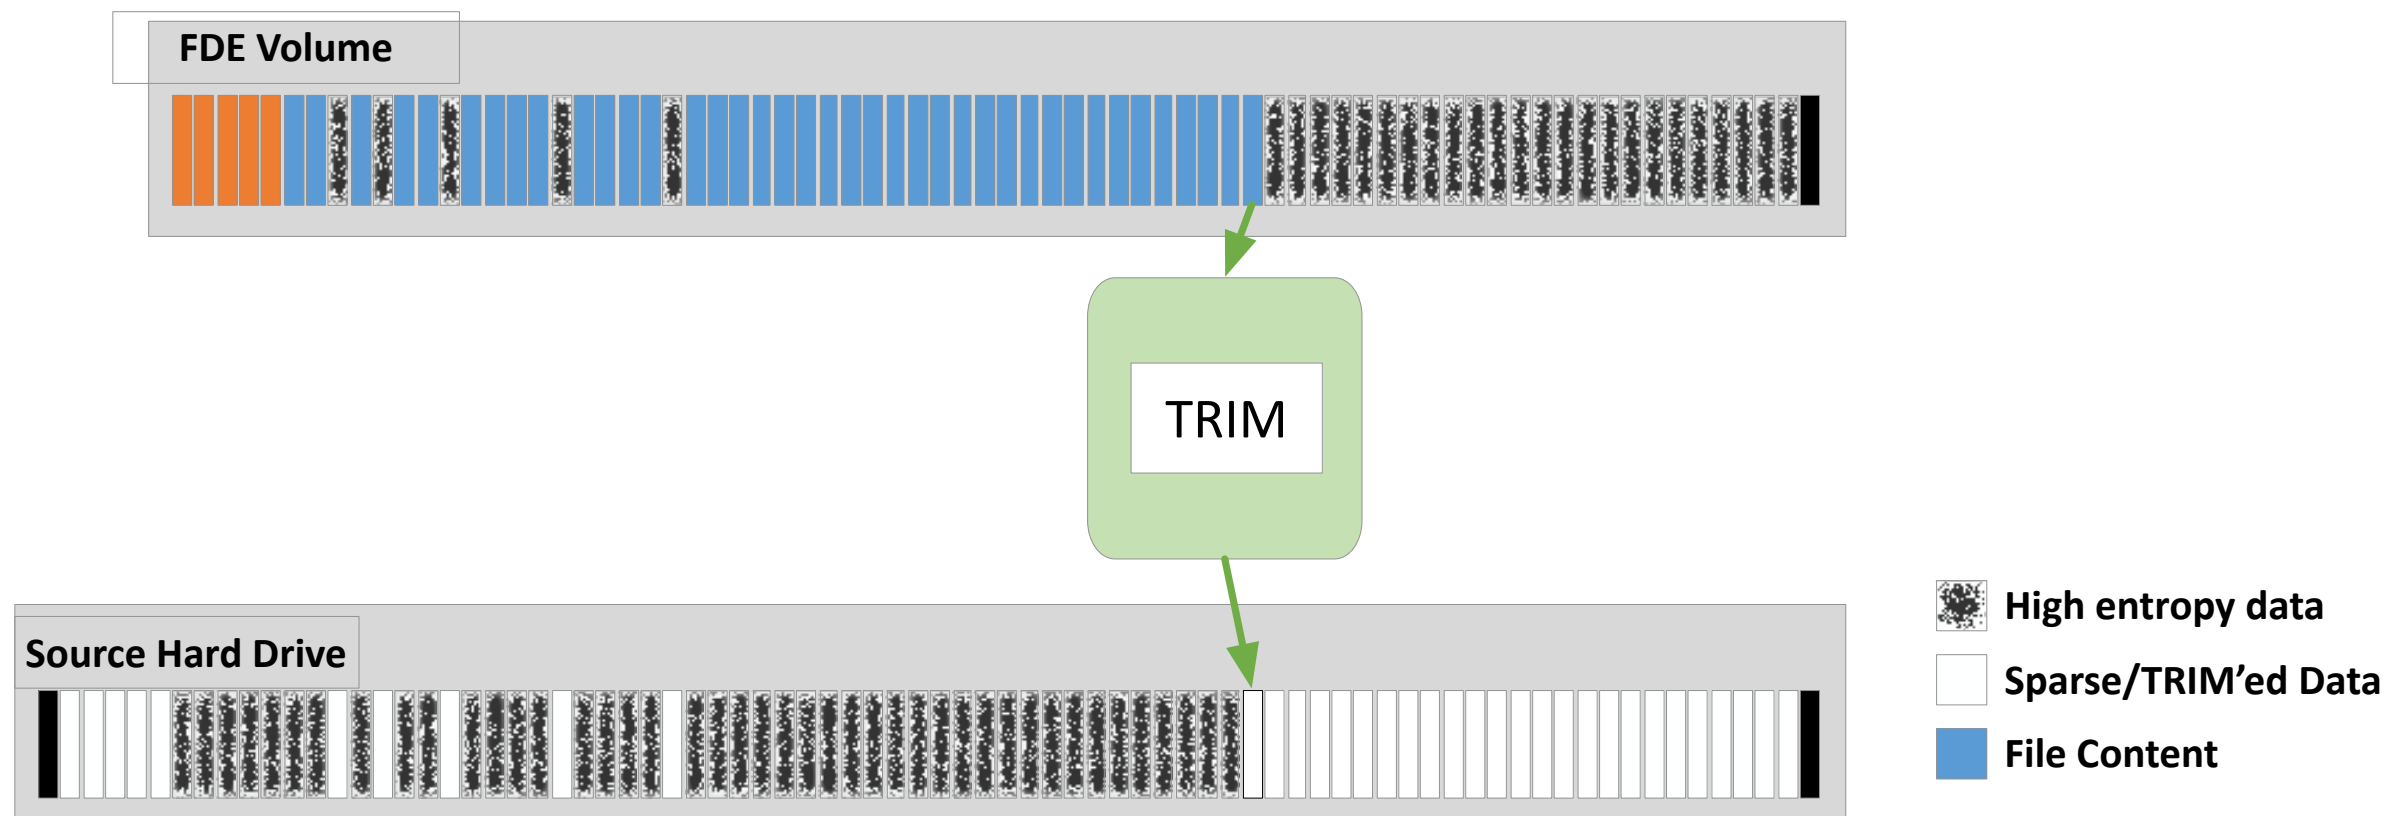 FDE Volume
TRIM
Source Hard Drive
High entropy data
Sparse/TRIM’ed Data
File Content